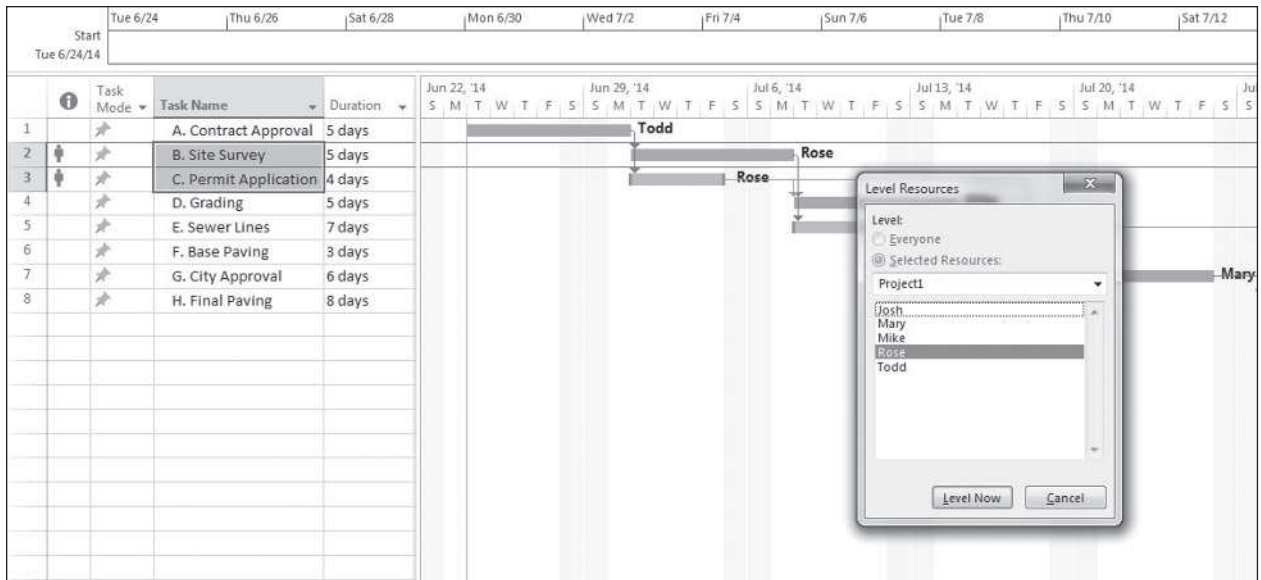 Tue 6/24 Thu 6/26 Sat 6/28 Mon 6/30 Wed 7/2 Fri 7/4 Sun 7/6 Tue 7/8 Thu 7/10 Sat 7/12
Start
Tue 6/24/14
Task Mode Task Name Duration
Jun 22, '14 Jun 29, '14 Jul 6, '14 Jul 13, '14 Jul 20, '14 Jul
S M T W T F S S M T W T F S S M T W T F S S M T W T F S S M T W T F S S
1 A. Contract Approval 5 days Todd
2 B. Site Survey 5 days Rose
3 C. Permit Application 4 days Rose
4 D. Grading 5 days
5 E. Sewer Lines 7 days
6 F. Base Paving 3 days
7 G. City Approval 6 days Mary
8 H. Final Paving 8 days
Level Resources
Level:
Everyone
Selected Resources:
Project1
Josh
Mary
Mike
Rose
Todd
Level Now Cancel